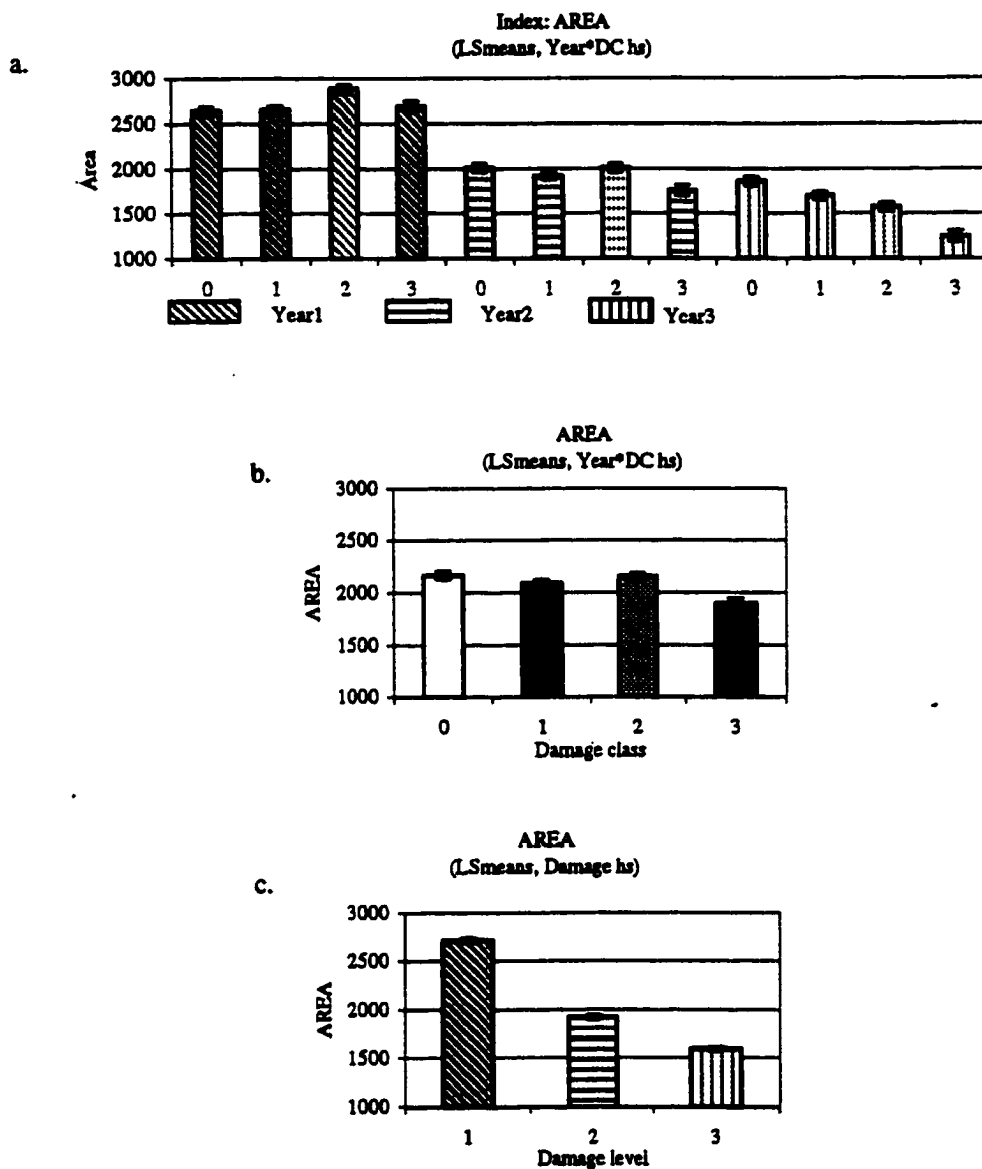 Index: AREA
(LSmeans, Year*DC hs)
a.
3000
2500
2000
1500
1000
Área
0 1 2 3 0 1 2 3 0 1 2 3
Year1 Year2 Year3
AREA
(LSmeans, Year*DC hs)
b.
3000
2500
2000
1500
1000
AREA
0 1 2 3
Damage class
AREA
(LSmeans, Damage hs)
c.
3000
2500
2000
1500
1000
AREA
1 2 3
Damage level